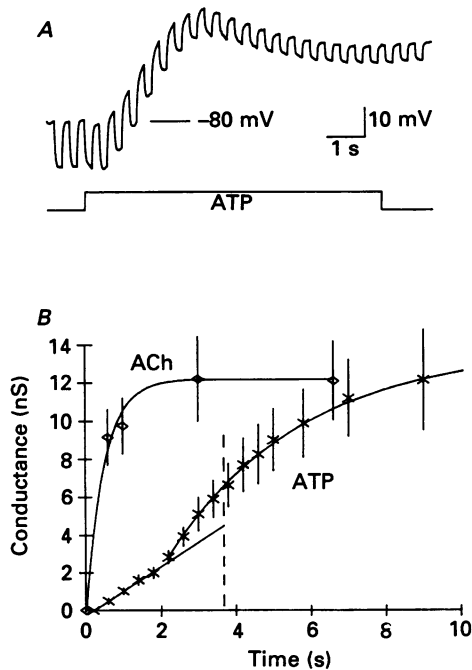 A
–80 mV
10 mV
1 s
ATP
B
14
12
10
8
6
4
2
0
Conductance (nS)
ACh
ATP
0 2 4 6 8 10
Time (s)